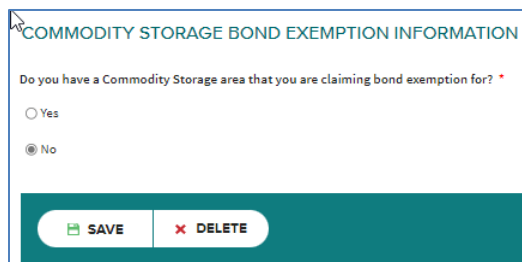 COMMODITY STORAGE BOND EXEMPTION INFORMATION
Do you have a Commodity Storage area that you are claiming bond exemption for? *
Yes
No
SAVE DELETE